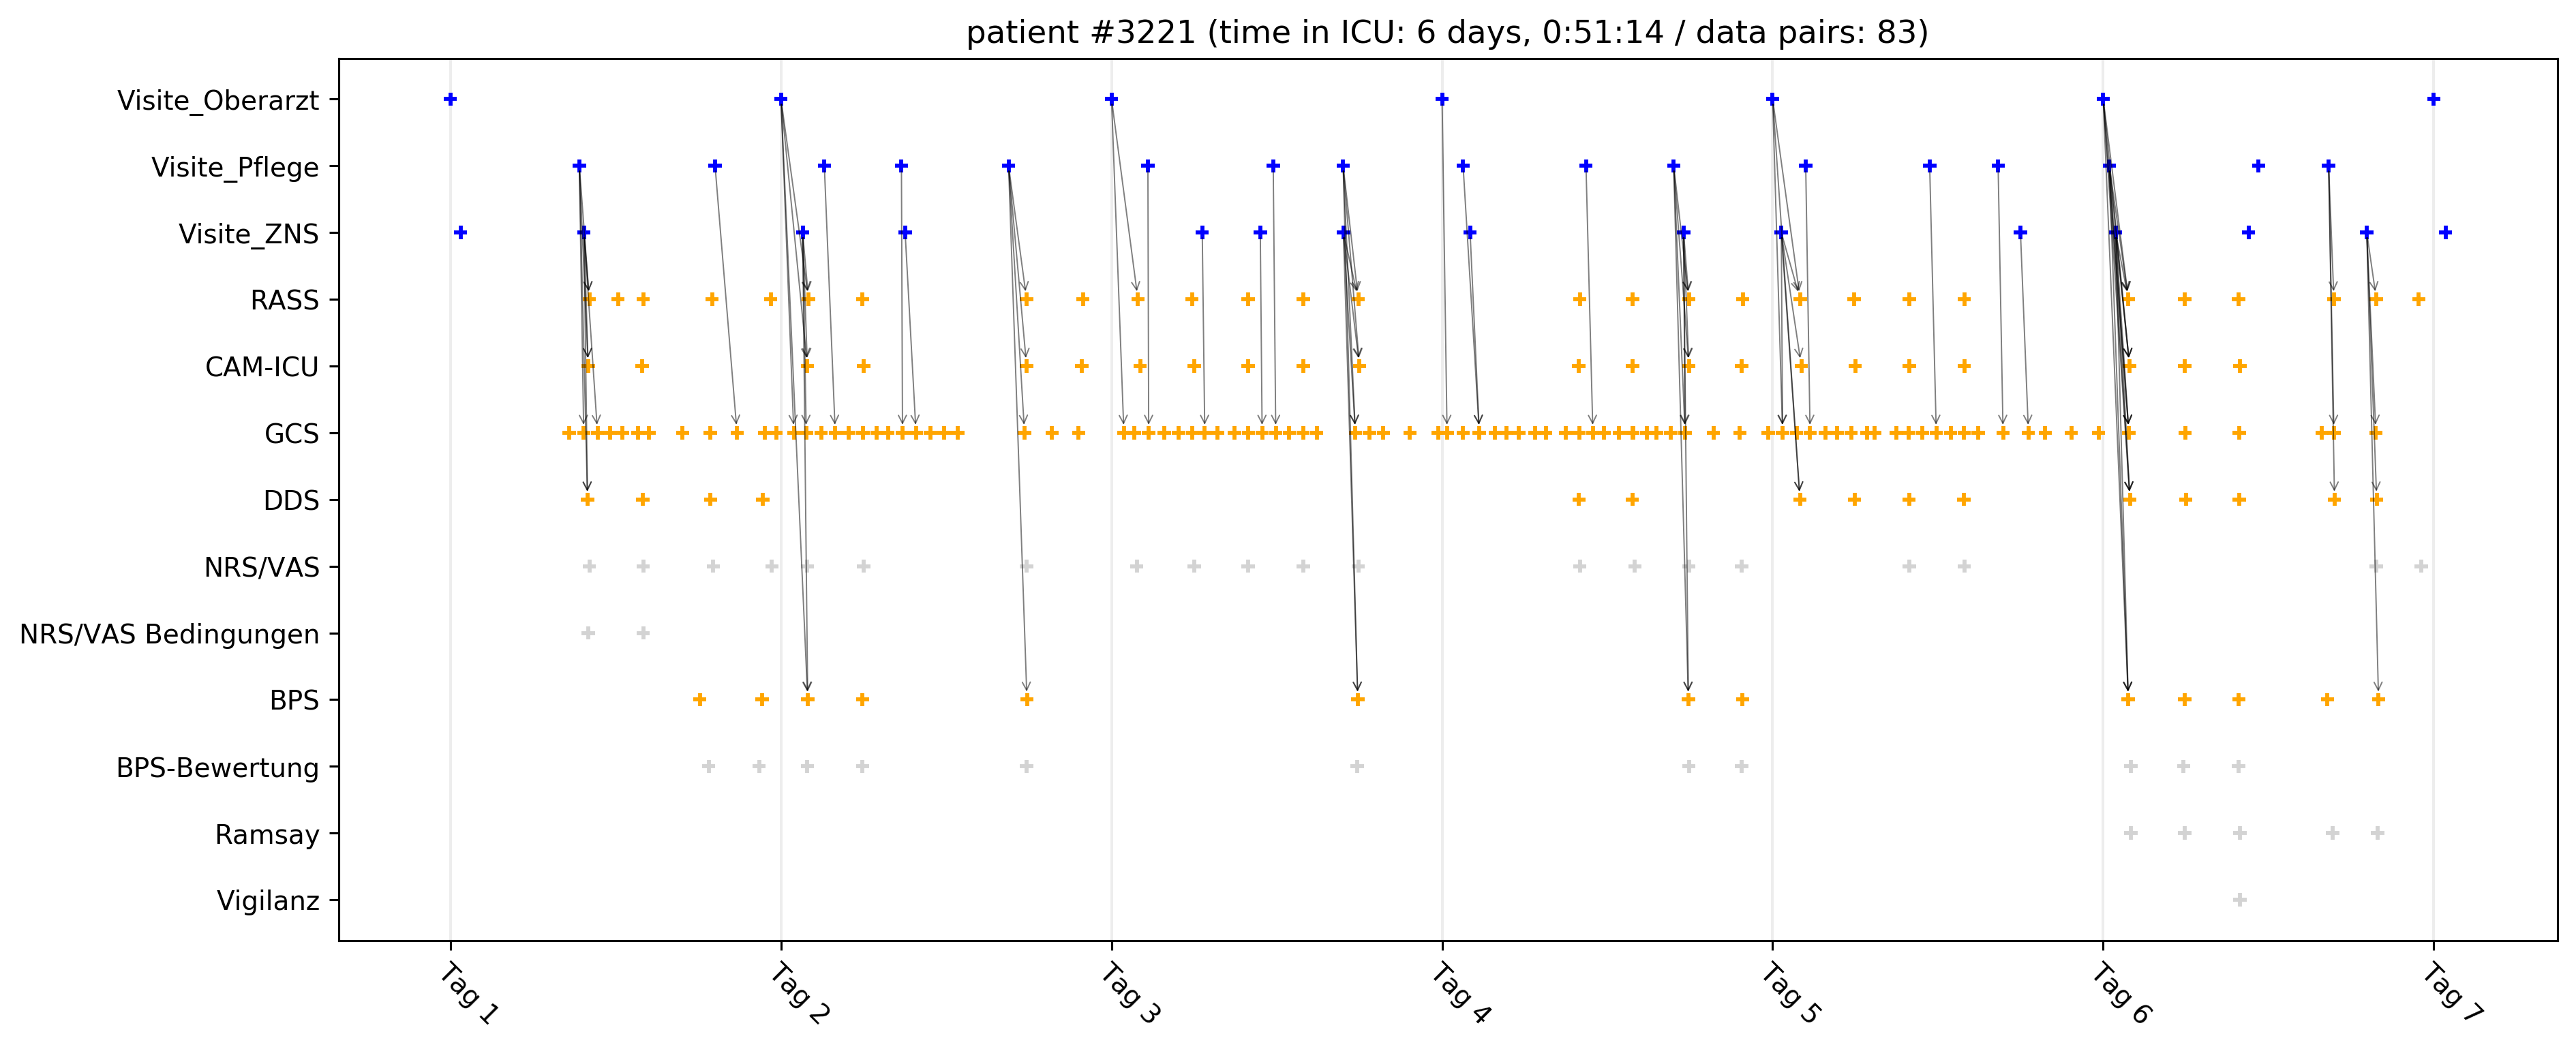 patient #3221 (time in ICU: 6 days, 0:51:14 / data pairs: 83)
Visite_Oberarzt
Visite_Pflege
Visite_ZNS
RASS
CAM-ICU
GCS
DDS
NRS/VAS
NRS/VAS Bedingungen
BPS
BPS-Bewertung
Ramsay
Vigilanz
Tag 1
Tag 2
Tag 3
Tag 4
Tag 5
Tag 6
Tag 7